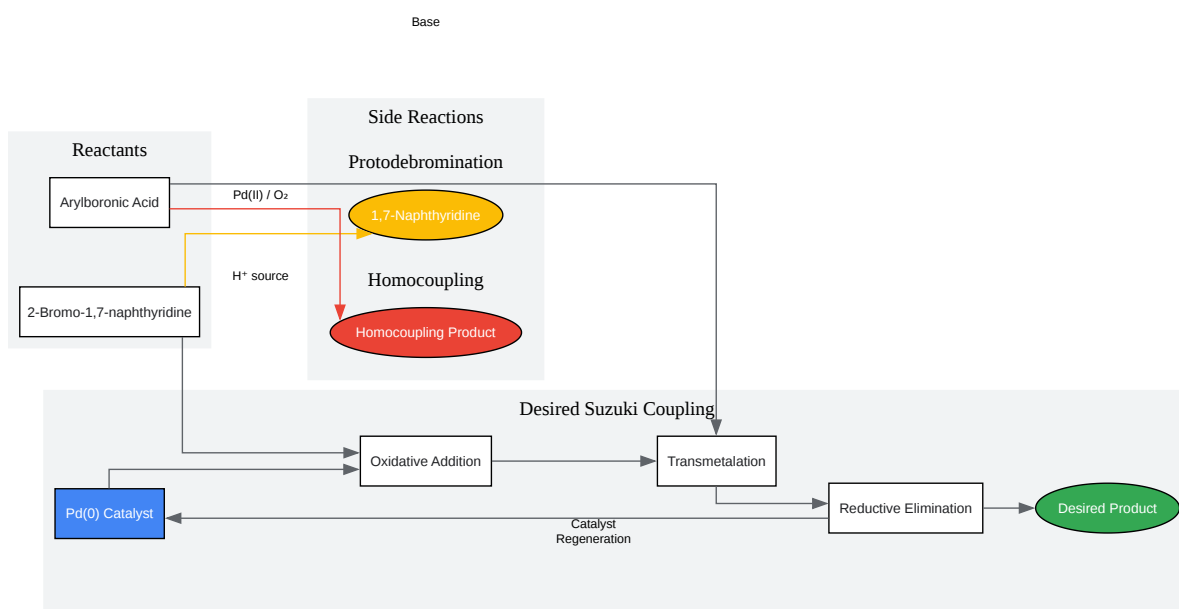 Base
Side Reactions
Reactants
Protodebromination
Arylboronic Acid
Pd(II) / O₂
1,7-Naphthyridine
H⁺ source
Homocoupling
2-Bromo-1,7-naphthyridine
Homocoupling Product
Desired Suzuki Coupling
Oxidative Addition
Transmetalation
Pd(0) Catalyst
Reductive Elimination
Desired Product
Catalyst
Regeneration